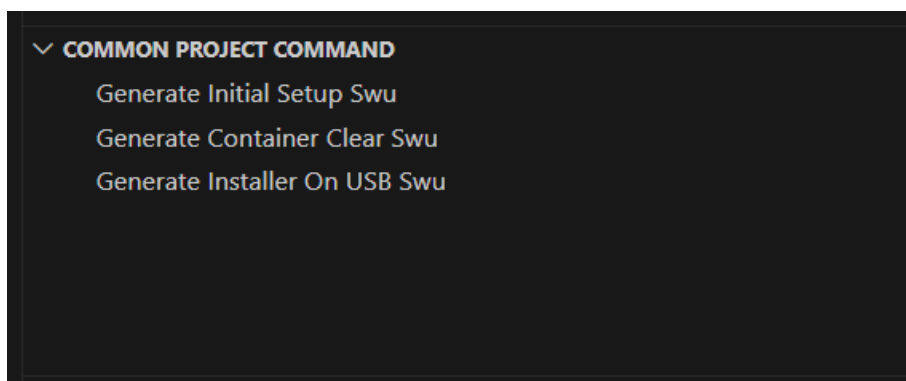 COMMON PROJECT COMMAND
Generate Initial Setup Swu
Generate Container Clear Swu
Generate Installer On USB Swu